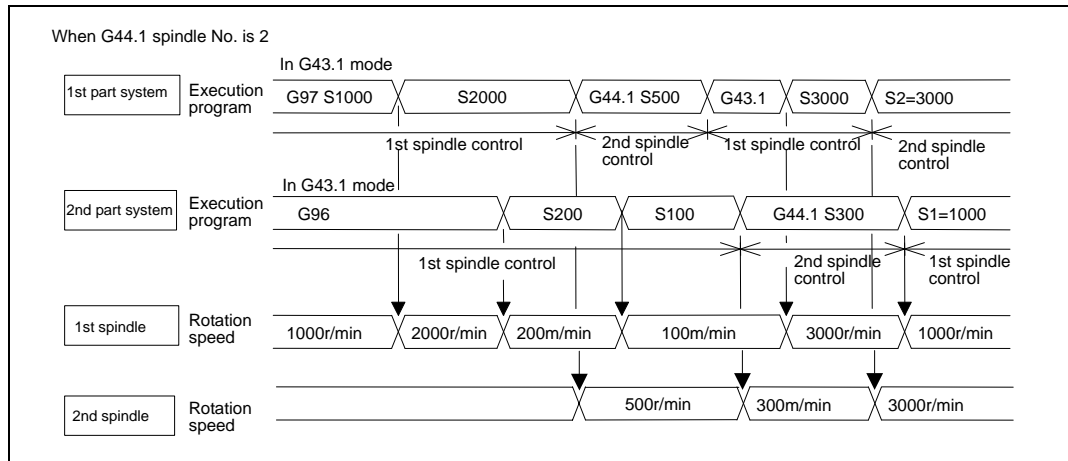 When G44.1 spindle No. is 2
In G43.1 mode
1st part system
Execution
program
G97 S1000
S2000
G44.1 S500
G43.1
S3000
S2=3000
1st spindle control
2nd spindle
control
1st spindle control
2nd spindle
control
In G43.1 mode
2nd part system
Execution
program
G96
S200
S100
G44.1 S300
S1=1000
1st spindle control
2nd spindle
control
1st spindle
control
1st spindle
Rotation
speed
1000r/min
2000r/min
200m/min
100m/min
3000r/min
1000r/min
2nd spindle
Rotation
speed
500r/min
300m/min
3000r/min